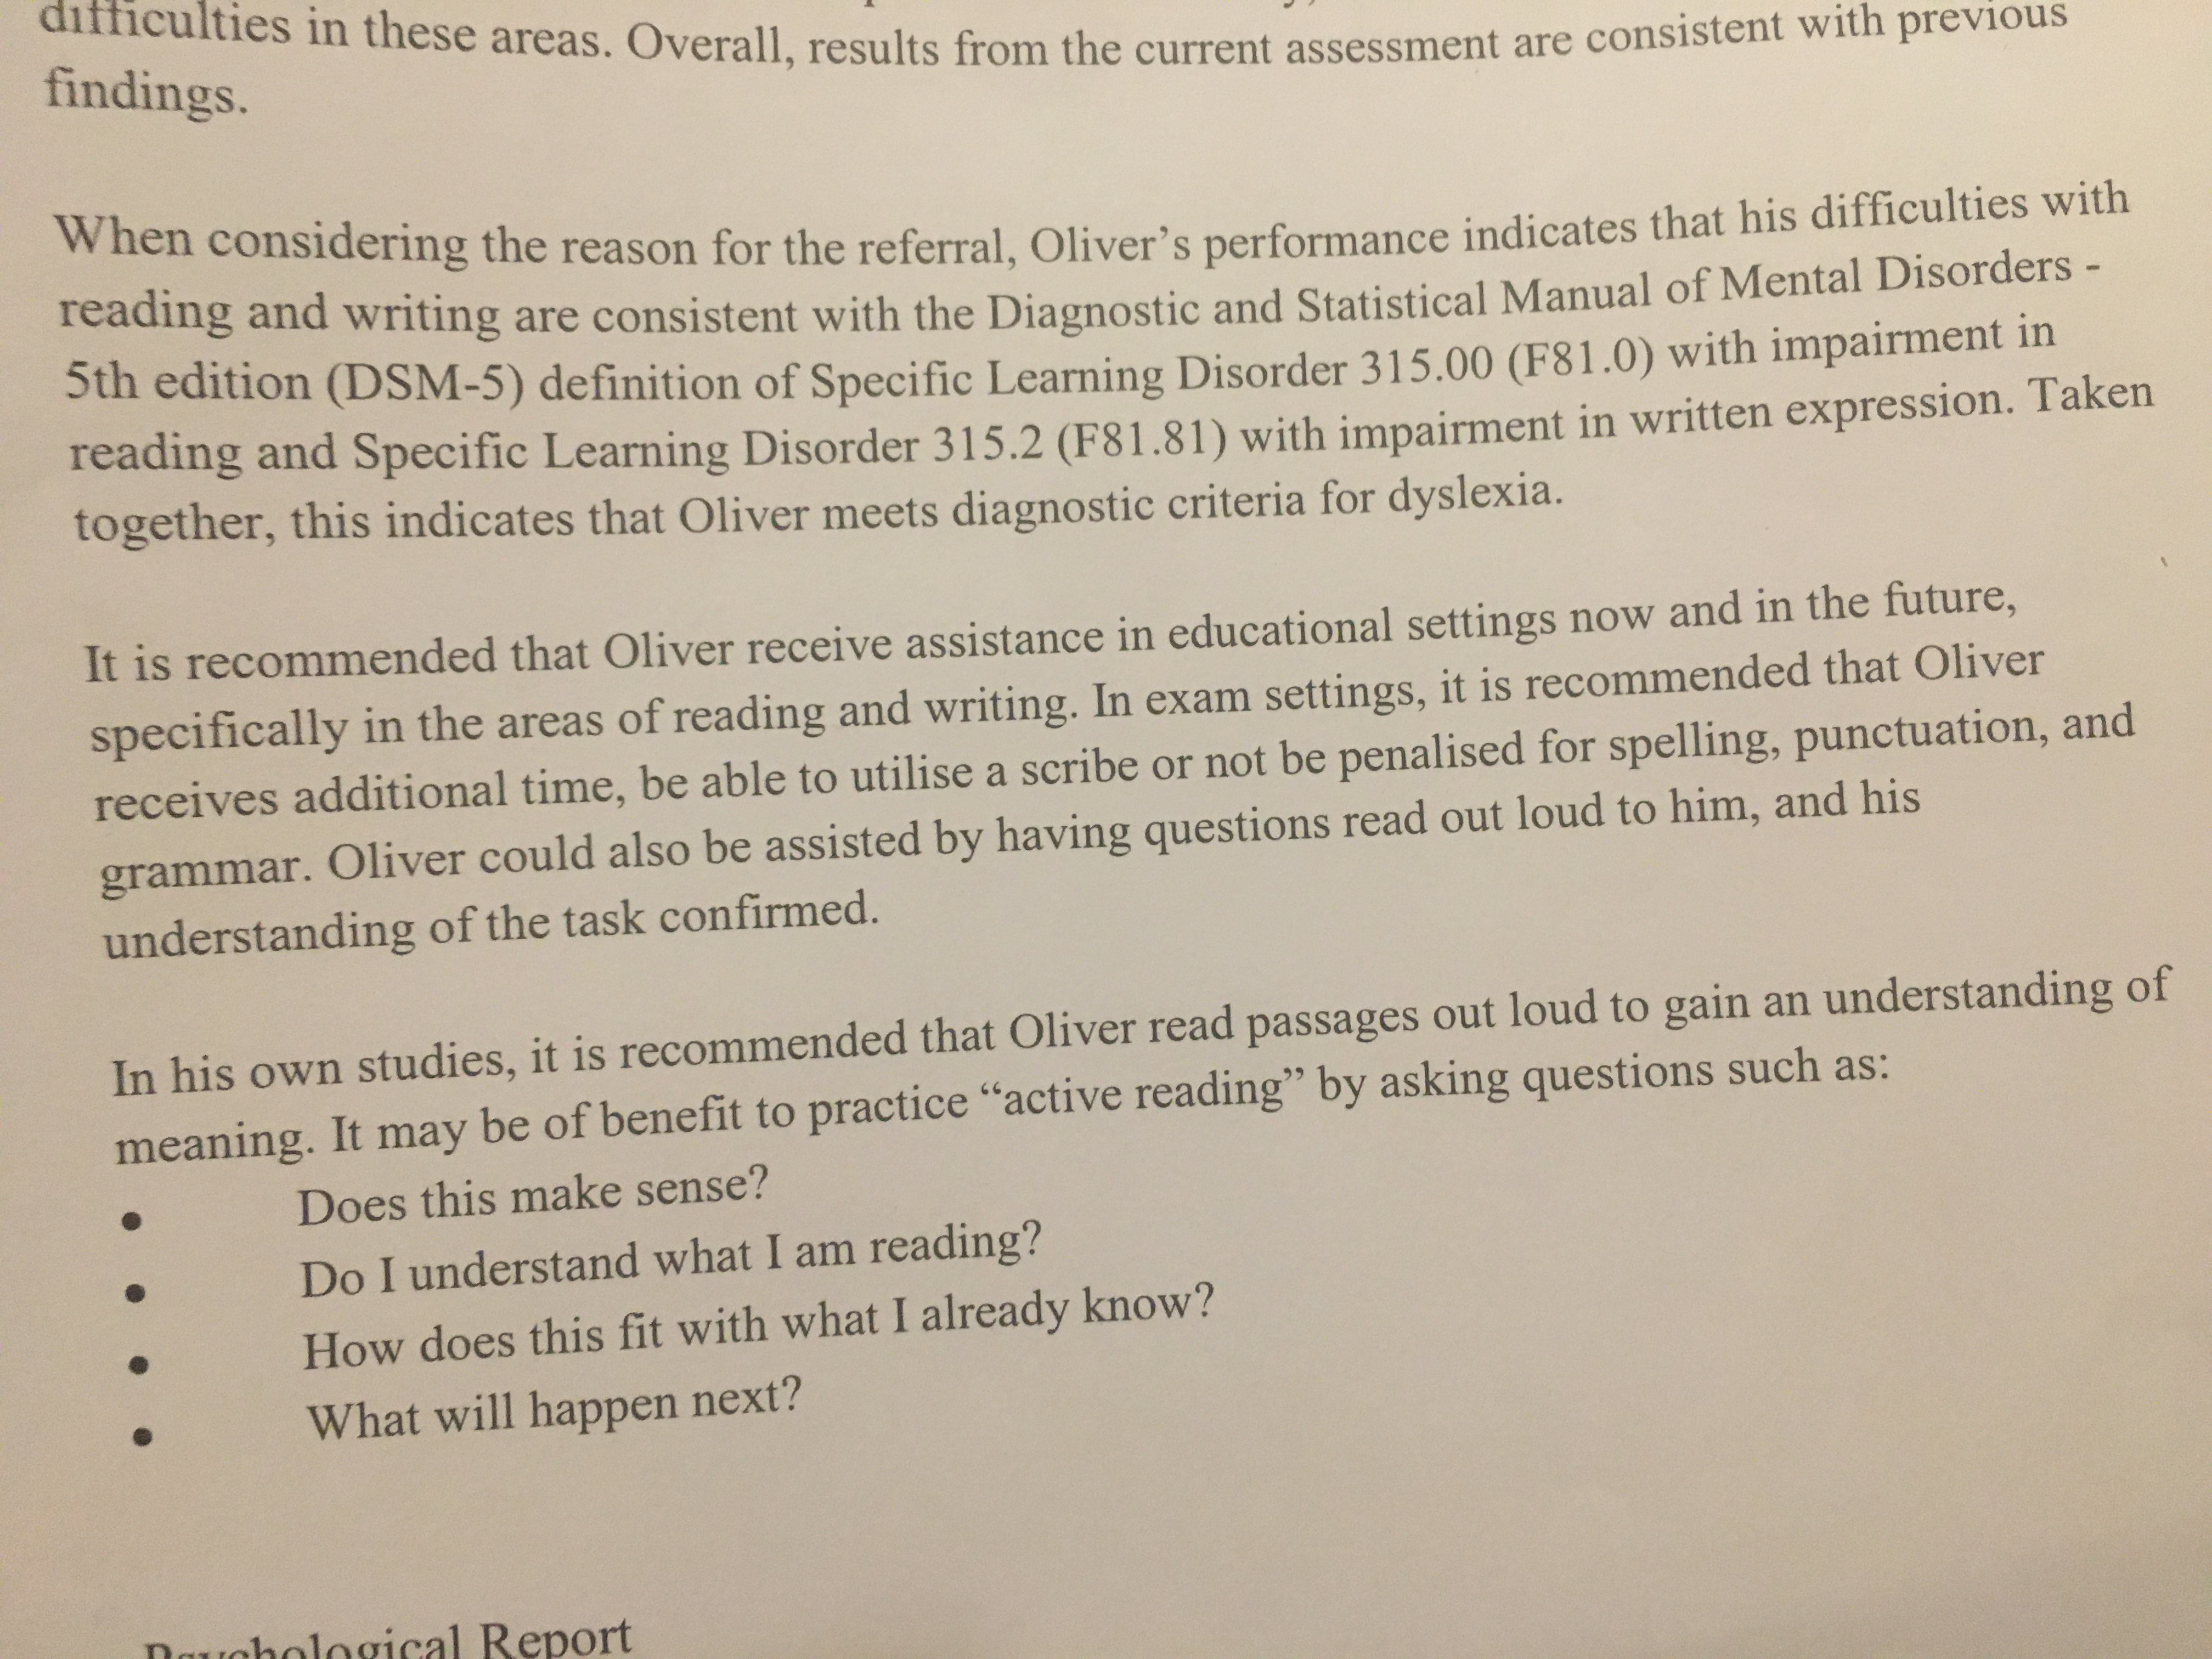 difficulties in these areas. Overall, results from the current assessment are consistent with previous
findings.
When considering the reason for the referral, Oliver's performance indicates that his difficulties with
reading and writing are consistent with the Diagnostic and Statistical Manual of Mental Disorders -
5th edition (DSM-5) definition of Specific Learning Disorder 315.00 (F81.0) with impairment in
reading and Specific Learning Disorder 315.2 (F81.81) with impairment in written expression. Taken
together, this indicates that Oliver meets diagnostic criteria for dyslexia.
It is recommended that Oliver receive assistance in educational settings now and in the future,
specifically in the areas of reading and writing. In exam settings, it is recommended that Oliver
receives additional time, be able to utilise a scribe or not be penalised for spelling, punctuation, and
grammar. Oliver could also be assisted by having questions read out loud to him, and his
understanding of the task confirmed.
In his own studies, it is recommended that Oliver read passages out loud to gain an understanding of
meaning. It may be of benefit to practice “active reading” by asking questions such as:
• Does this make sense?
• Do I understand what I am reading?
• How does this fit with what I already know?
• What will happen next?
Psychological Report